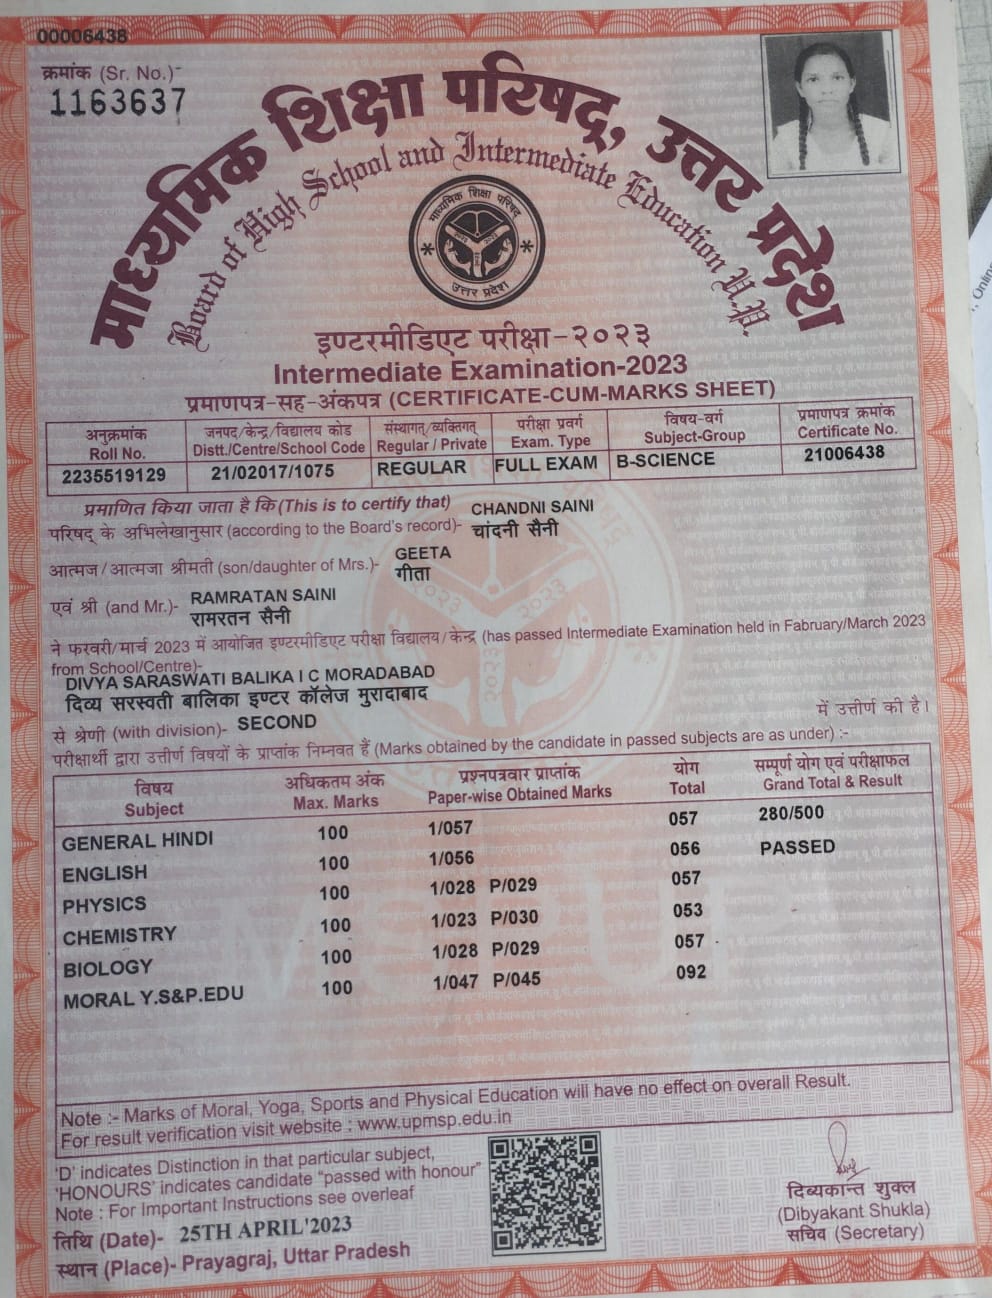 00006438
क्रमांक (Sr. No.)-
1163637
माध्यमिक शिक्षा परिषद्, उत्तर प्रदेश
Board of High School and Intermediate Education U.P.
माध्यमिक शिक्षा परिषद्
उत्तर प्रदेश
इण्टरमीडिएट परीक्षा-२०२३
Intermediate Examination-2023
प्रमाणपत्र-सह-अंकपत्र (CERTIFICATE-CUM-MARKS SHEET)
अनुक्रमांक जनपद/केन्द्र/विद्यालय कोड संस्थागत्/व्यक्तिगत् परीक्षा प्रवर्ग विषय-वर्ग प्रमाणपत्र क्रमांक
Roll No. Distt./Centre/School Code Regular / Private Exam. Type Subject-Group Certificate No.
2235519129 21/02017/1075 REGULAR FULL EXAM B-SCIENCE 21006438
प्रमाणित किया जाता है कि (This is to certify that) CHANDNI SAINI
परिषद् के अभिलेखानुसार (according to the Board's record)- चांदनी सैनी
GEETA
आत्मज/आत्मजा श्रीमती (son/daughter of Mrs.)- गीता
RAMRATAN SAINI
एवं श्री (and Mr.)- रामरतन सैनी
ने फरवरी/मार्च 2023 में आयोजित इण्टरमीडिएट परीक्षा विद्यालय/केन्द्र (has passed Intermediate Examination held in Fabruary/March 2023
from School/Centre)-
DIVYA SARASWATI BALIKA I C MORADABAD
दिव्य सरस्वती बालिका इण्टर कॉलेज मुरादाबाद
से श्रेणी (with division)- SECOND में उत्तीर्ण की है।
परीक्षार्थी द्वारा उत्तीर्ण विषयों के प्राप्तांक निम्नवत हैं (Marks obtained by the candidate in passed subjects are as under) :-
विषय अधिकतम अंक प्रश्नपत्रवार प्राप्तांक योग सम्पूर्ण योग एवं परीक्षाफल
Subject Max. Marks Paper-wise Obtained Marks Total Grand Total & Result
GENERAL HINDI 100 1/057 057 280/500
ENGLISH 100 1/056 056 PASSED
PHYSICS 100 1/028 P/029 057
CHEMISTRY 100 1/023 P/030 053
BIOLOGY 100 1/028 P/029 057
MORAL Y.S&P.EDU 100 1/047 P/045 092
Note :- Marks of Moral, Yoga, Sports and Physical Education will have no effect on overall Result.
For result verification visit website : www.upmsp.edu.in
'D' indicates Distinction in that particular subject,
'HONOURS' indicates candidate "passed with honour"
Note : For Important Instructions see overleaf
तिथि (Date)- 25TH APRIL'2023
स्थान (Place)- Prayagraj, Uttar Pradesh
दिब्यकान्त शुक्ल
(Dibyakant Shukla)
सचिव (Secretary)